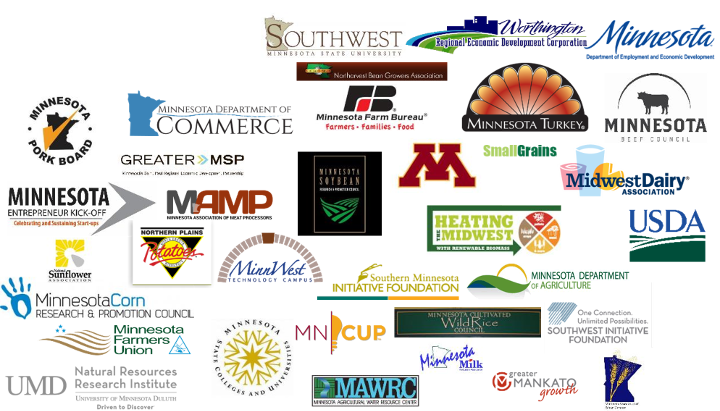 SOUTHWEST
MINNESOTA STATE UNIVERSITY
Worthington
Regional Economic Development Corporation
Minnesota
Department of Employment and Economic Development
Northarvest Bean Growers Association
MINNESOTA
PORK BOARD
MINNESOTA DEPARTMENT OF
COMMERCE
FB
Minnesota Farm Bureau®
Farmers • Families • Food
MINNESOTA TURKEY
MINNESOTA
BEEF COUNCIL
GREATER MSP
MINNESOTA
SOYBEAN
M
SmallGrains
MidwestDairy®
ASSOCIATION
MINNESOTA
ENTREPRENEUR KICK-OFF
Celebrating and Sustaining Start-ups
MAMP
MINNESOTA ASSOCIATION OF MEAT PROCESSORS
HEATING
THE MIDWEST
WITH RENEWABLE BIOMASS
USDA
NORTHERN PLAINS
Potatoes
Sunflower
ASSOCIATION
MinnWest
TECHNOLOGY CAMPUS
Southern Minnesota
INITIATIVE FOUNDATION
MINNESOTA DEPARTMENT
OF AGRICULTURE
MinnesotaCorn
RESEARCH & PROMOTION COUNCIL
Minnesota
Farmers
Union
MINNESOTA
STATE COLLEGES AND UNIVERSITIES
MN CUP
MINNESOTA CULTIVATED
Wild Rice
COUNCIL
One Connection.
Unlimited Possibilities.
SOUTHWEST INITIATIVE
FOUNDATION
Minnesota
Milk
UMD
Natural Resources
Research Institute
UNIVERSITY OF MINNESOTA DULUTH
Driven to Discover
MAWRC
MINNESOTA AGRICULTURAL WATER RESOURCE CENTER
greater
MANKATO
growth